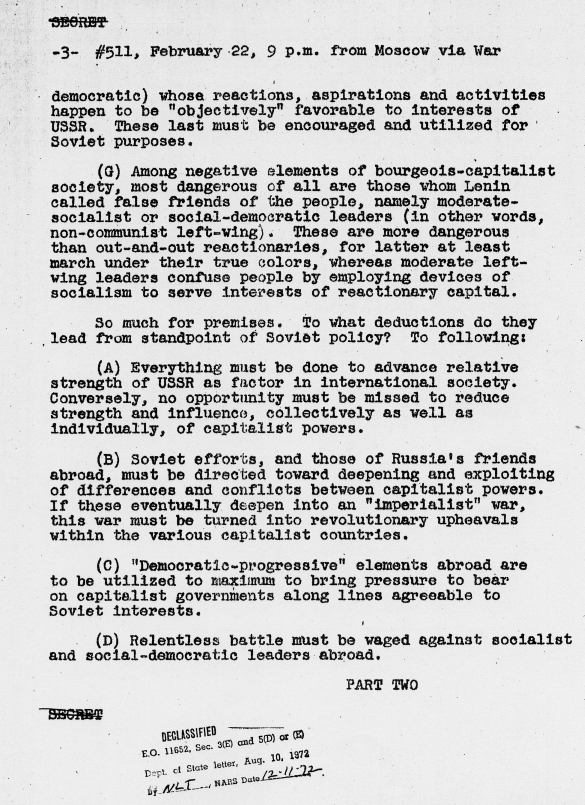 SECRET
-3- #511, February 22, 9 p.m. from Moscow via War
democratic) whose reactions, aspirations and activities
happen to be "objectively" favorable to interests of
USSR. These last must be encouraged and utilized for
Soviet purposes.
(G) Among negative elements of bourgeois-capitalist
society, most dangerous of all are those whom Lenin
called false friends of the people, namely moderate-
socialist or social-democratic leaders (in other words,
non-communist left-wing). These are more dangerous
than out-and-out reactionaries, for latter at least
march under their true colors, whereas moderate left-
wing leaders confuse people by employing devices of
socialism to serve interests of reactionary capital.
So much for premises. To what deductions do they
lead from standpoint of Soviet policy? To following:
(A) Everything must be done to advance relative
strength of USSR as factor in international society.
Conversely, no opportunity must be missed to reduce
strength and influence, collectively as well as
individually, of capitalist powers.
(B) Soviet efforts, and those of Russia's friends
abroad, must be directed toward deepening and exploiting
of differences and conflicts between capitalist powers.
If these eventually deepen into an "imperialist" war,
this war must be turned into revolutionary upheavals
within the various capitalist countries.
(C) "Democratic-progressive" elements abroad are
to be utilized to maximum to bring pressure to bear
on capitalist governments along lines agreeable to
Soviet interests.
(D) Relentless battle must be waged against socialist
and social-democratic leaders abroad.
PART TWO
SECRET
DECLASSIFIED
E.O. 11652, Sec. 3(E) and 5(D) or (E)
Dept. of State letter, Aug. 10, 1972
By NLT, NARS Date 12-11-72